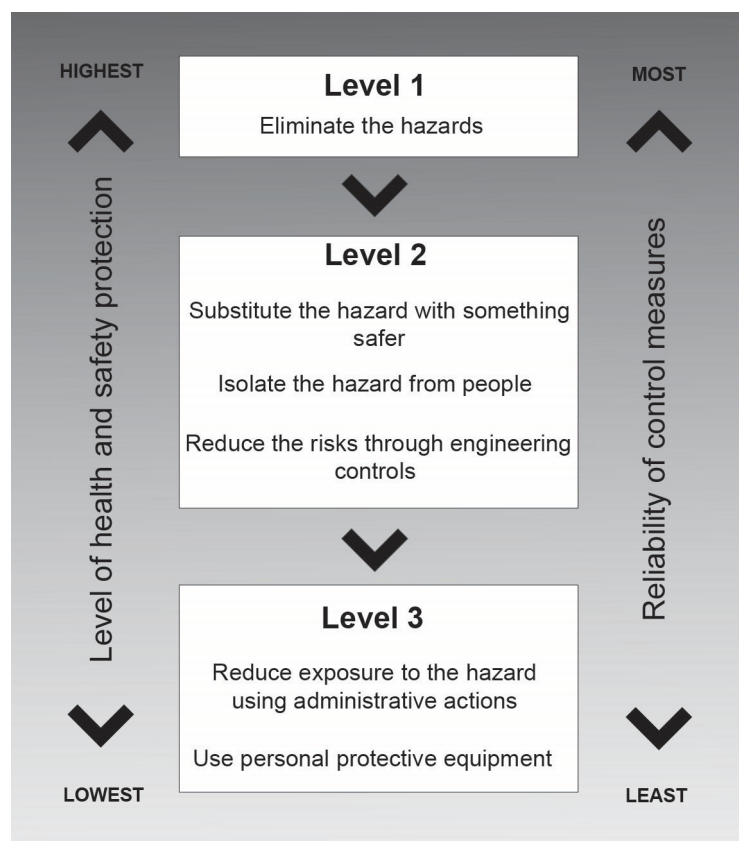 HIGHEST
MOST
Level 1
Eliminate the hazards
Level 2
Substitute the hazard with something
safer
Isolate the hazard from people
Reduce the risks through engineering
controls
Level 3
Reduce exposure to the hazard
using administrative actions
Use personal protective equipment
Level of health and safety protection
Reliability of control measures
LOWEST
LEAST